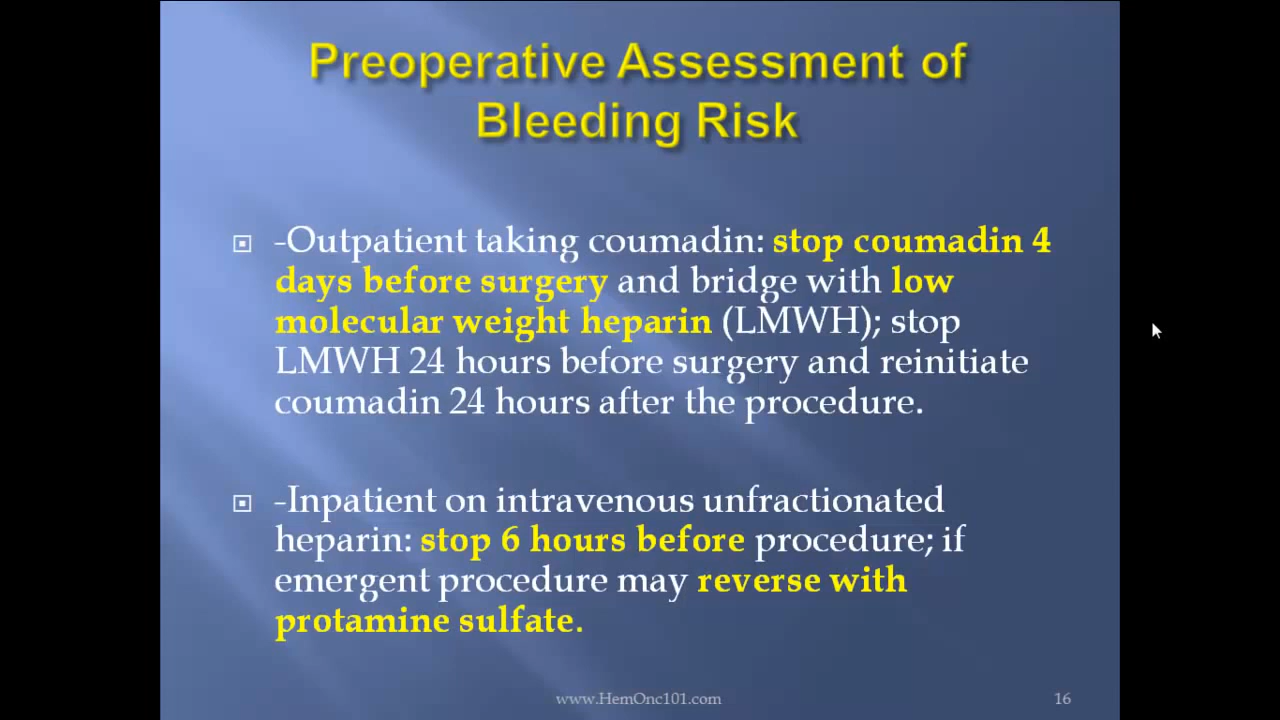 Preoperative Assessment of
Bleeding Risk
-Outpatient taking coumadin: stop coumadin 4
days before surgery and bridge with low
molecular weight heparin (LMWH); stop
LMWH 24 hours before surgery and reinitiate
coumadin 24 hours after the procedure.
-Inpatient on intravenous unfractionated
heparin: stop 6 hours before procedure; if
emergent procedure may reverse with
protamine sulfate.
www.HemOnc101.com
16